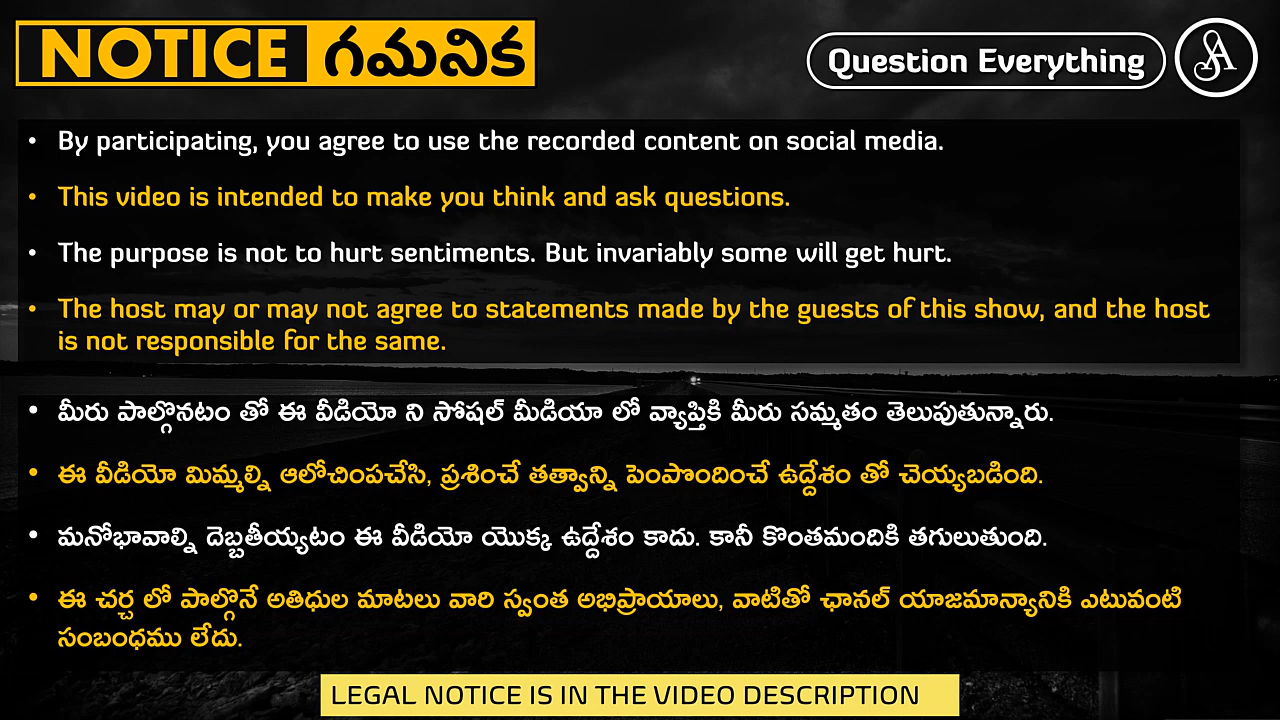 NOTICE గమనిక
Question Everything
• By participating, you agree to use the recorded content on social media.
• This video is intended to make you think and ask questions.
• The purpose is not to hurt sentiments. But invariably some will get hurt.
• The host may or may not agree to statements made by the guests of this show, and the host
is not responsible for the same.
• మీరు పాల్గొనటం తో ఈ వీడియో ని సోషల్ మీడియా లో వ్యాప్తికి మీరు సమ్మతం తెలుపుతున్నారు.
• ఈ వీడియో మిమ్మల్ని ఆలోచింపచేసి, ప్రశించే తత్వాన్ని పెంపొందించే ఉద్దేశం తో చెయ్యబడింది.
• మనోభావాల్ని దెబ్బతీయ్యటం ఈ వీడియో యొక్క ఉద్దేశం కాదు. కానీ కొంతమందికి తగులుతుంది.
• ఈ చర్చ లో పాల్గొనే అతిధుల మాటలు వారి స్వంత అభిప్రాయాలు, వాటితో ఛానల్ యాజమాన్యానికి ఎటువంటి
సంబంధము లేదు.
LEGAL NOTICE IS IN THE VIDEO DESCRIPTION